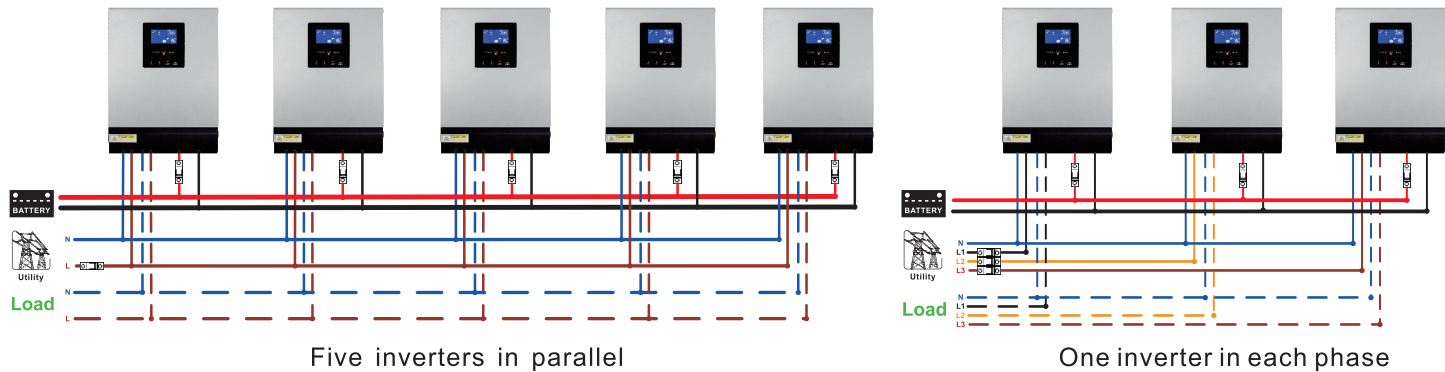 BATTERY
N
L
Utility
N
L
Load
Five inverters in parallel
BATTERY
N
L1
L2
L3
Utility
N
L1
L2
L3
Load
One inverter in each phase